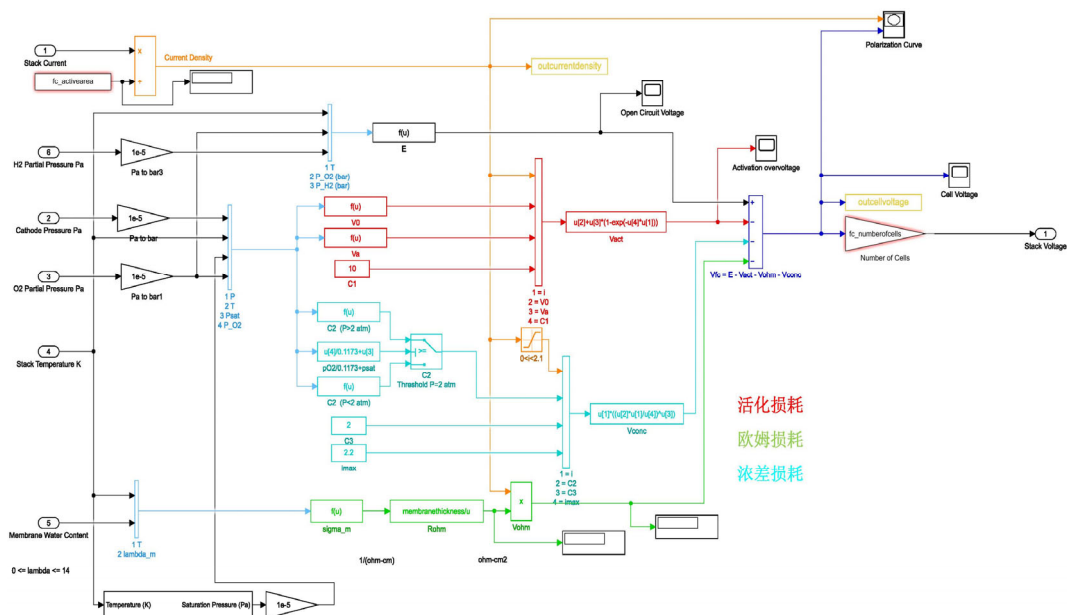 1
Stack Current
fc_activearea
x
÷
Current Density
outcurrentdensity
Polarization Curve
Open Circuit Voltage
6
H2 Partial Pressure Pa
1e-5
Pa to bar3
f(u)
E
1 T
2 P_O2 (bar)
3 P_H2 (bar)
Activation overvoltage
2
Cathode Pressure Pa
1e-5
Pa to bar
3
O2 Partial Pressure Pa
1e-5
Pa to bar1
1 P
2 T
3 Psat
4 P_O2
f(u)
V0
f(u)
Va
10
C1
1 = i
2 = V0
3 = Va
4 = C1
u[2]+u[3]*(1-exp(-u[4]*u[1]))
Vact
+
−
−
−
Vfc = E - Vact - Vohm - Vconc
Cell Voltage
outcellvoltage
fc_numberofcells
Number of Cells
1
Stack Voltage
4
Stack Temperature K
f(u)
C2 (P>2 atm)
u[4]/0.1173+u[3]
pO2/0.1173+psat
f(u)
C2 (P<2 atm)
>=
C2
Threshold P=2 atm
0<i<2.1
2
C3
2.2
imax
1 = i
2 = C2
3 = C3
4 = imax
u[1]*((u[2]*u[1]/u[4])^u[3])
Vconc
活化损耗
欧姆损耗
浓差损耗
5
Membrane Water Content
1 T
2 lambda_m
f(u)
sigma_m
membranethickness/u
Rohm
x
Vohm
1/(ohm-cm)
ohm-cm2
0 <= lambda <= 14
Temperature (K)
Saturation Pressure (Pa)
1e-5